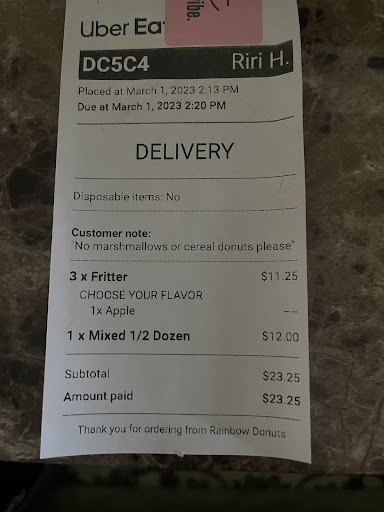 Uber Ea
ibe.
DC5C4 Riri H.
Placed at March 1, 2023 2:13 PM
Due at March 1, 2023 2:20 PM
DELIVERY
Disposable items: No
Customer note:
"No marshmallows or cereal donuts please"
3 x Fritter $11.25
CHOOSE YOUR FLAVOR
1x Apple --
1 x Mixed 1/2 Dozen $12.00
Subtotal $23.25
Amount paid $23.25
Thank you for ordering from Rainbow Donuts